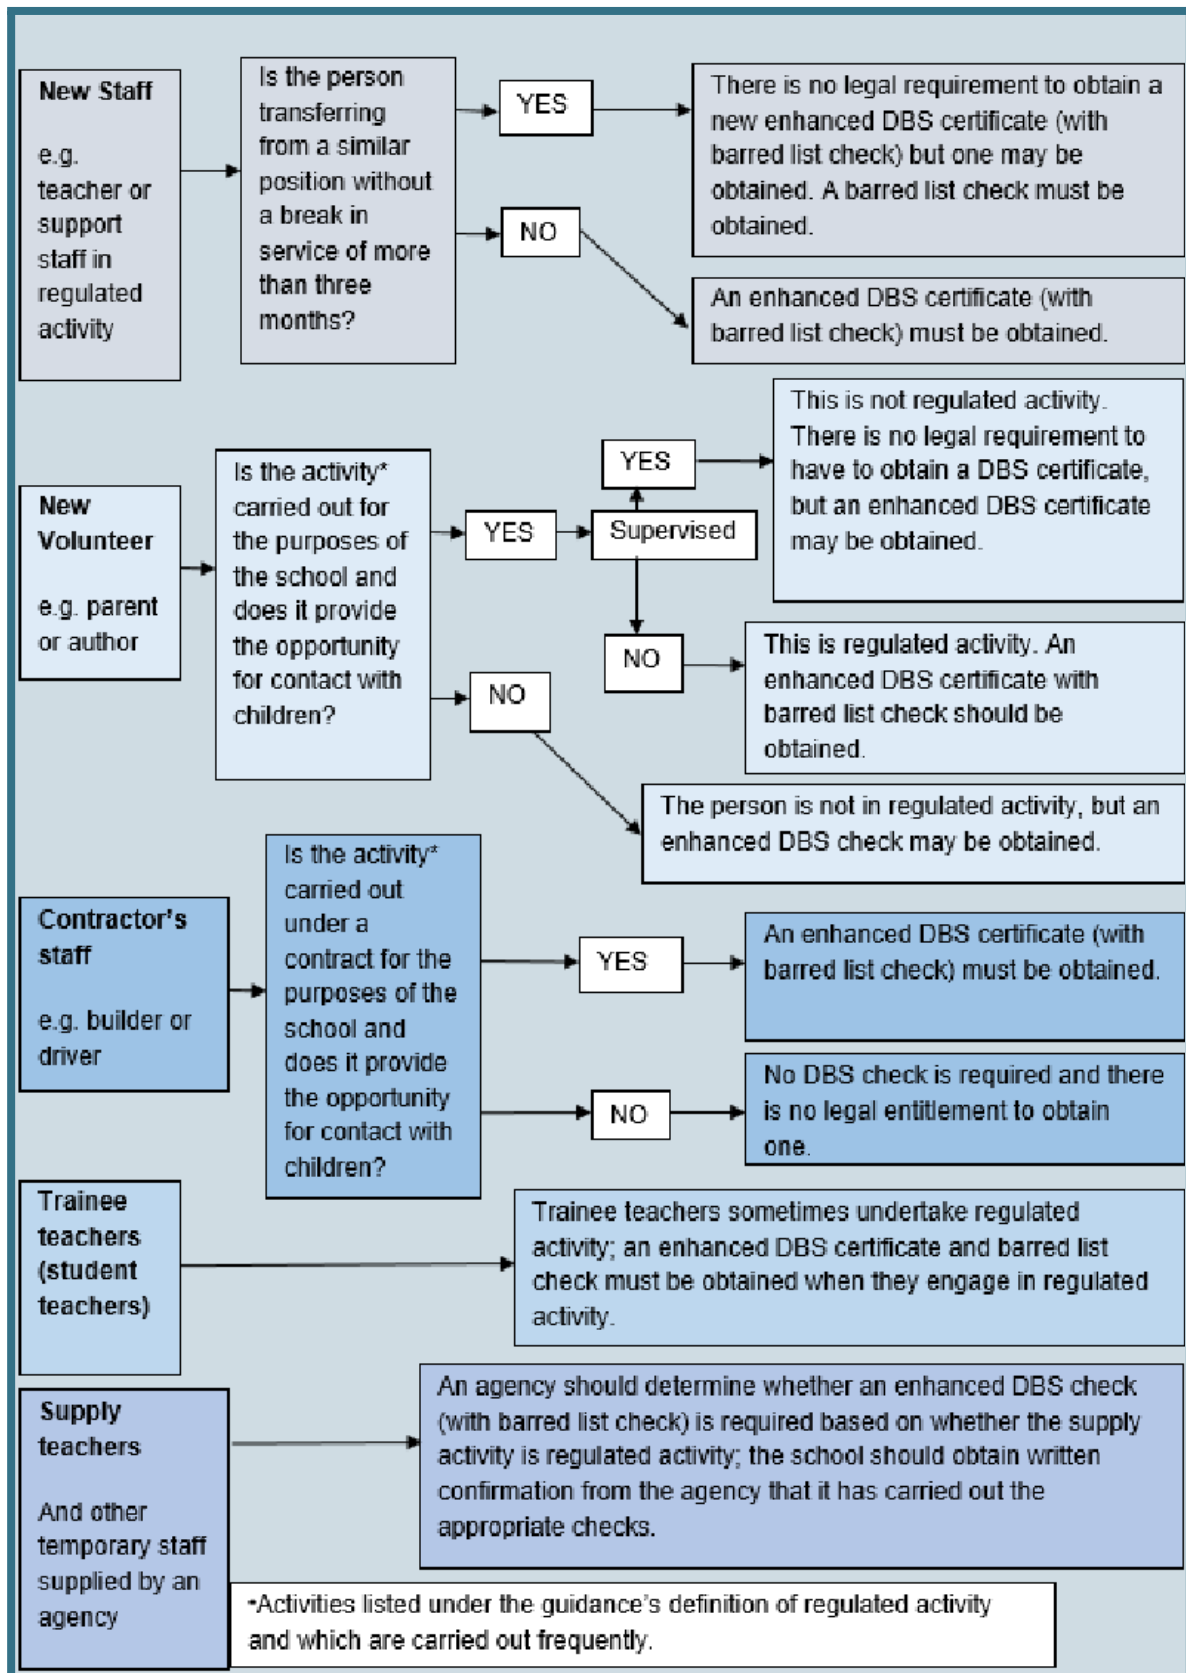 New Staff
e.g.
teacher or
support
staff in
regulated
activity
Is the person
transferring
from a similar
position without
a break in
service of more
than three
months?
YES
There is no legal requirement to obtain a
new enhanced DBS certificate (with
barred list check) but one may be
obtained. A barred list check must be
obtained.
NO
An enhanced DBS certificate (with
barred list check) must be obtained.
New
Volunteer
e.g. parent
or author
Is the activity*
carried out for
the purposes of
the school and
does it provide
the opportunity
for contact with
children?
YES
Supervised
YES
This is not regulated activity.
There is no legal requirement to
have to obtain a DBS certificate,
but an enhanced DBS certificate
may be obtained.
NO
This is regulated activity. An
enhanced DBS certificate with
barred list check should be
obtained.
NO
The person is not in regulated activity, but an
enhanced DBS check may be obtained.
Contractor's
staff
e.g. builder or
driver
Is the activity*
carried out
under a
contract for the
purposes of the
school and
does it provide
the opportunity
for contact with
children?
YES
An enhanced DBS certificate (with
barred list check) must be obtained.
NO
No DBS check is required and there
is no legal entitlement to obtain
one.
Trainee
teachers
(student
teachers)
Trainee teachers sometimes undertake regulated
activity; an enhanced DBS certificate and barred list
check must be obtained when they engage in regulated
activity.
Supply
teachers
And other
temporary staff
supplied by an
agency
An agency should determine whether an enhanced DBS check
(with barred list check) is required based on whether the supply
activity is regulated activity; the school should obtain written
confirmation from the agency that it has carried out the
appropriate checks.
*Activities listed under the guidance's definition of regulated activity
and which are carried out frequently.